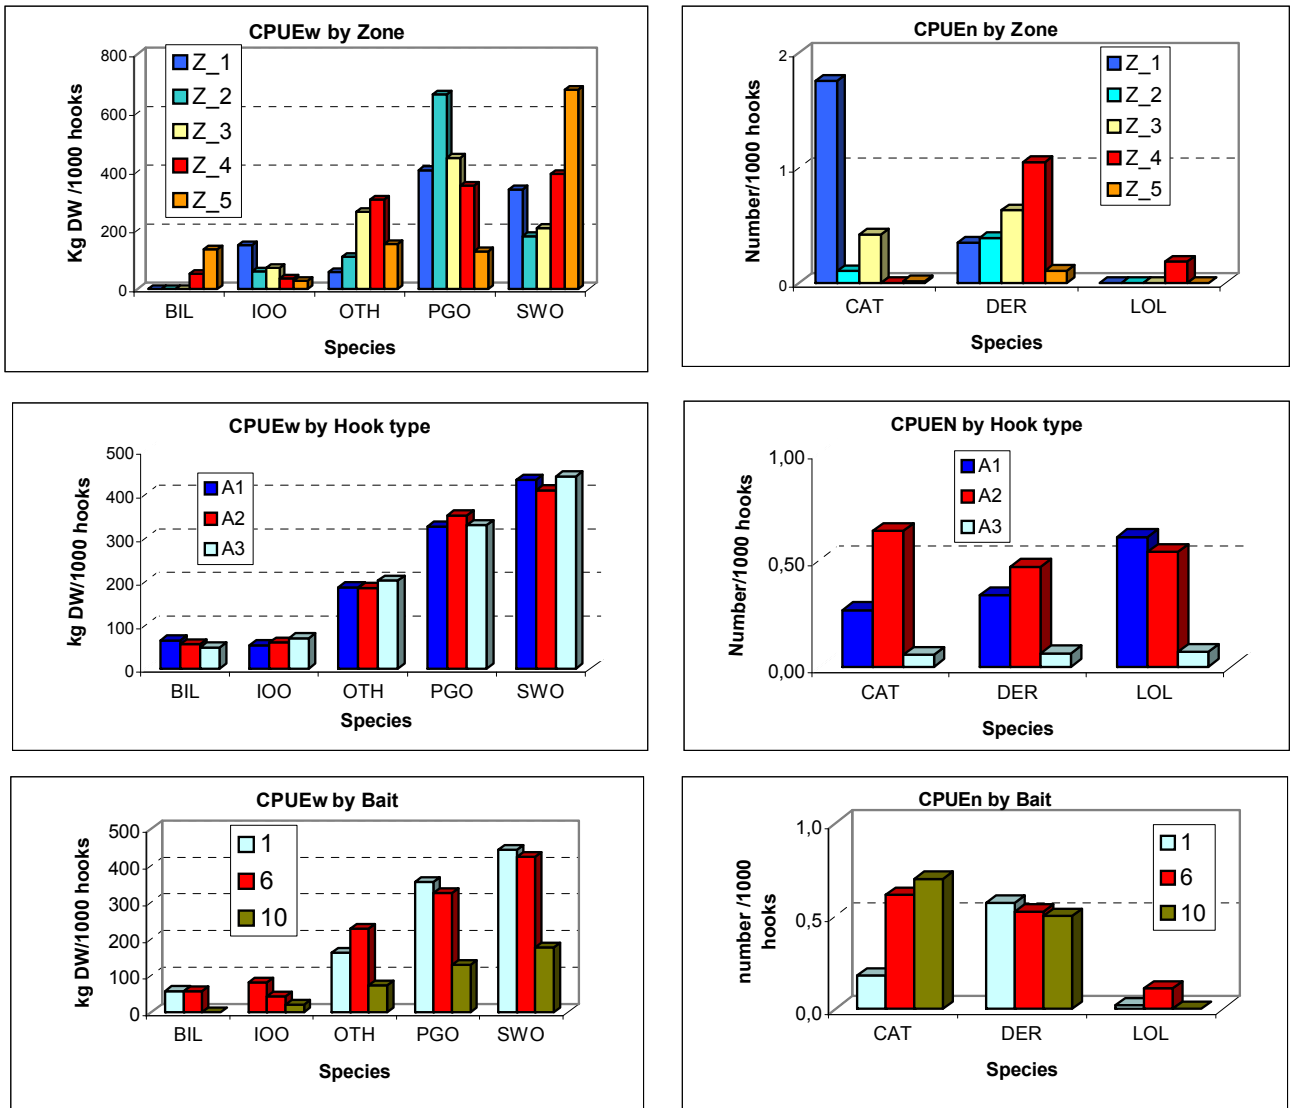 CPUEw by Zone
Kg DW /1000 hooks
800
600
400
200
0
Z_1
Z_2
Z_3
Z_4
Z_5
BIL IOO OTH PGO SWO
Species
CPUEn by Zone
Number/1000 hooks
2
1
0
Z_1
Z_2
Z_3
Z_4
Z_5
CAT DER LOL
Species
CPUEw by Hook type
kg DW/1000 hooks
500
400
300
200
100
0
A1
A2
A3
BIL IOO OTH PGO SWO
Species
CPUEN by Hook type
Number/1000 hooks
1,00
0,50
0,00
A1
A2
A3
CAT DER LOL
Species
CPUEw by Bait
kg DW/1000 hooks
500
400
300
200
100
0
1
6
10
BIL IOO OTH PGO SWO
Species
CPUEn by Bait
number /1000
hooks
1,0
0,5
0,0
1
6
10
CAT DER LOL
Species